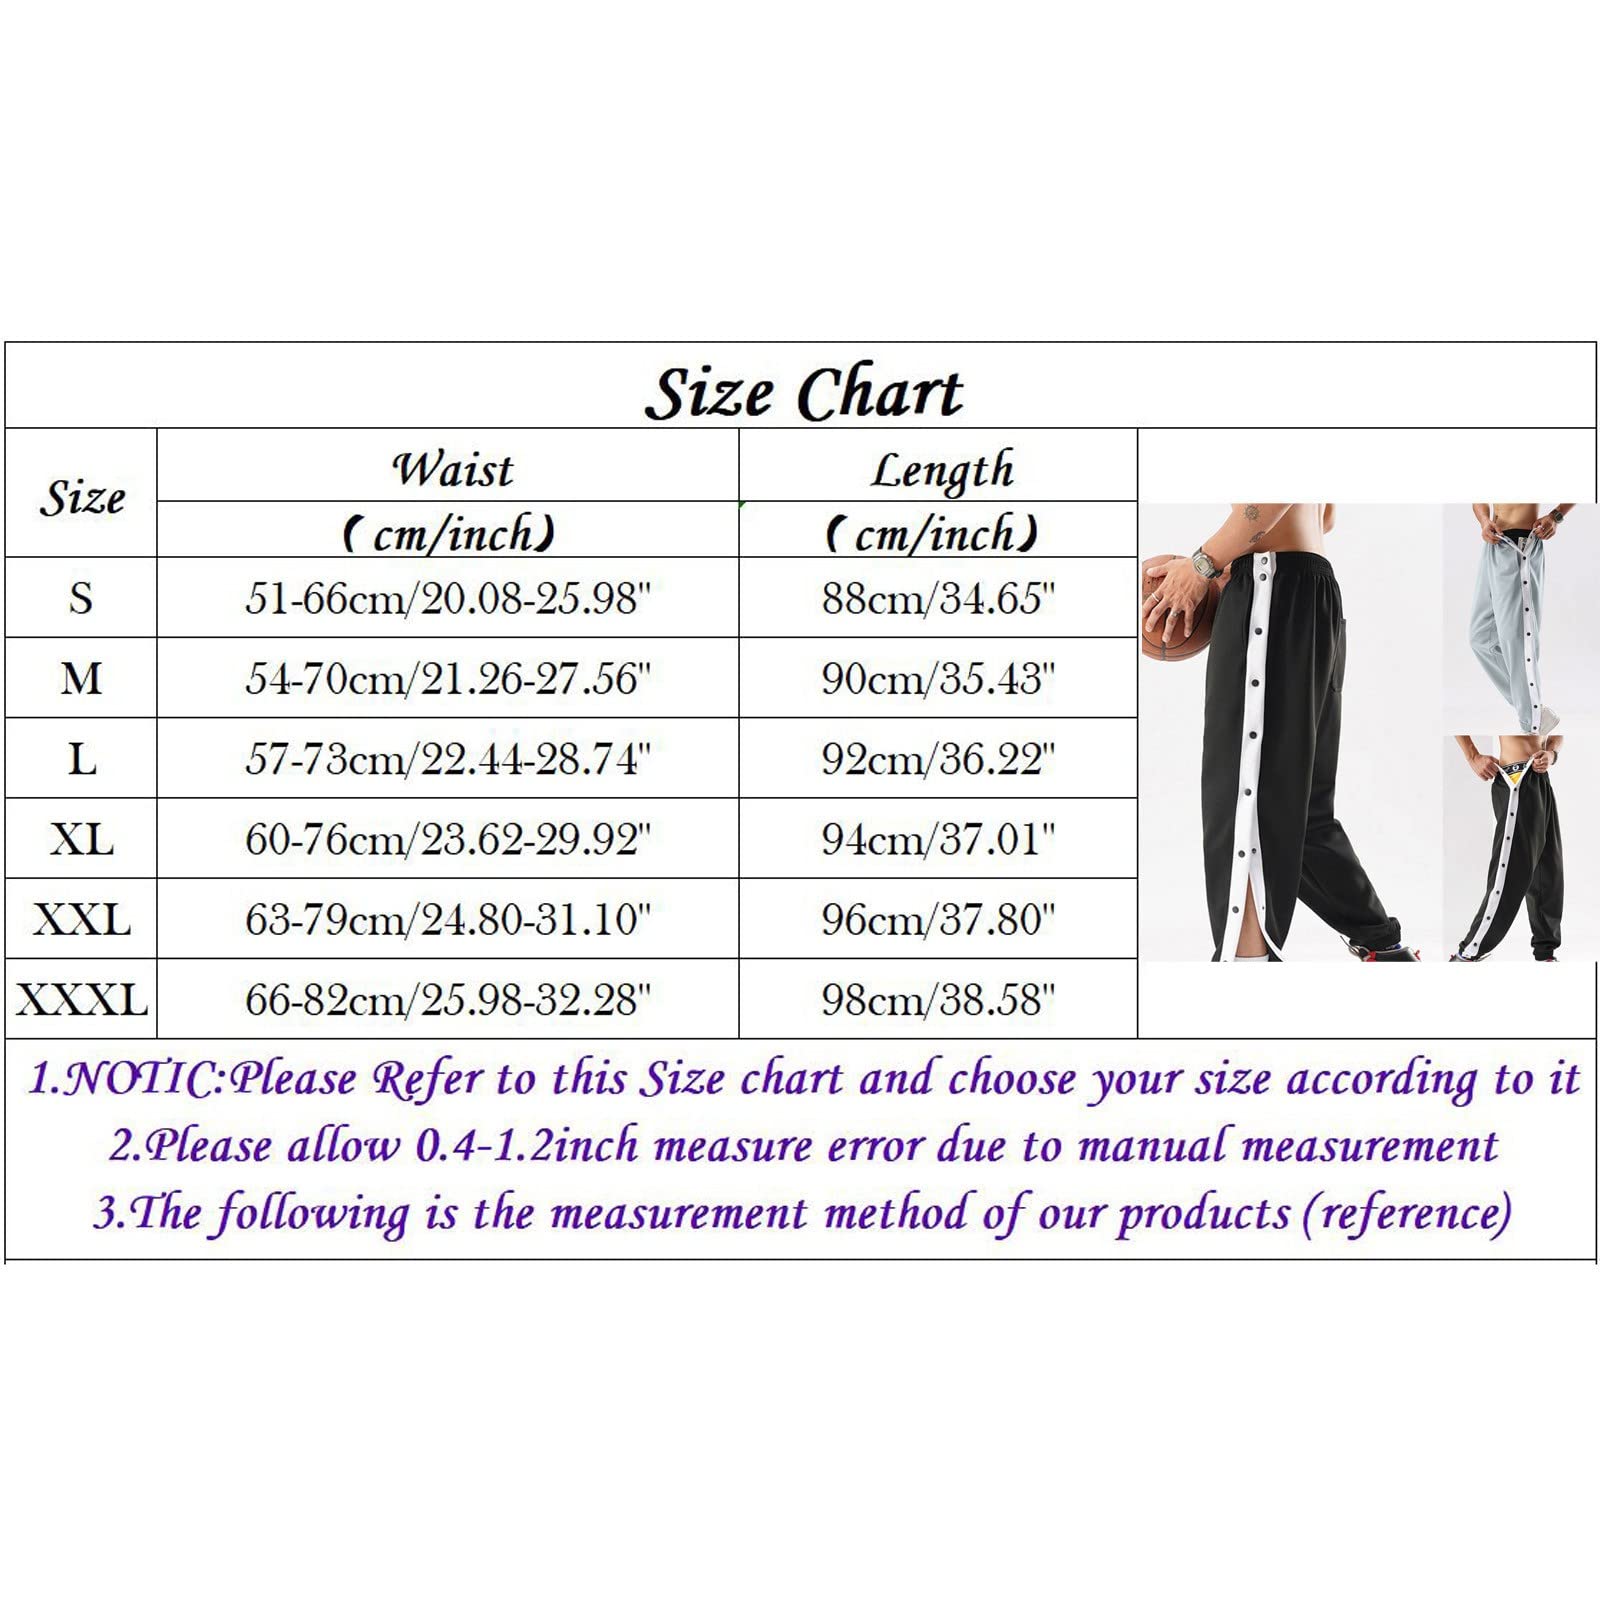 Size Chart
Size Waist Length
( cm/inch) ( cm/inch)
S 51-66cm/20.08-25.98" 88cm/34.65"
M 54-70cm/21.26-27.56" 90cm/35.43"
L 57-73cm/22.44-28.74" 92cm/36.22"
XL 60-76cm/23.62-29.92" 94cm/37.01"
XXL 63-79cm/24.80-31.10" 96cm/37.80"
XXXL 66-82cm/25.98-32.28" 98cm/38.58"
1.NOTIC:Please Refer to this Size chart and choose your size according to it
2.Please allow 0.4-1.2inch measure error due to manual measurement
3.The following is the measurement method of our products (reference)